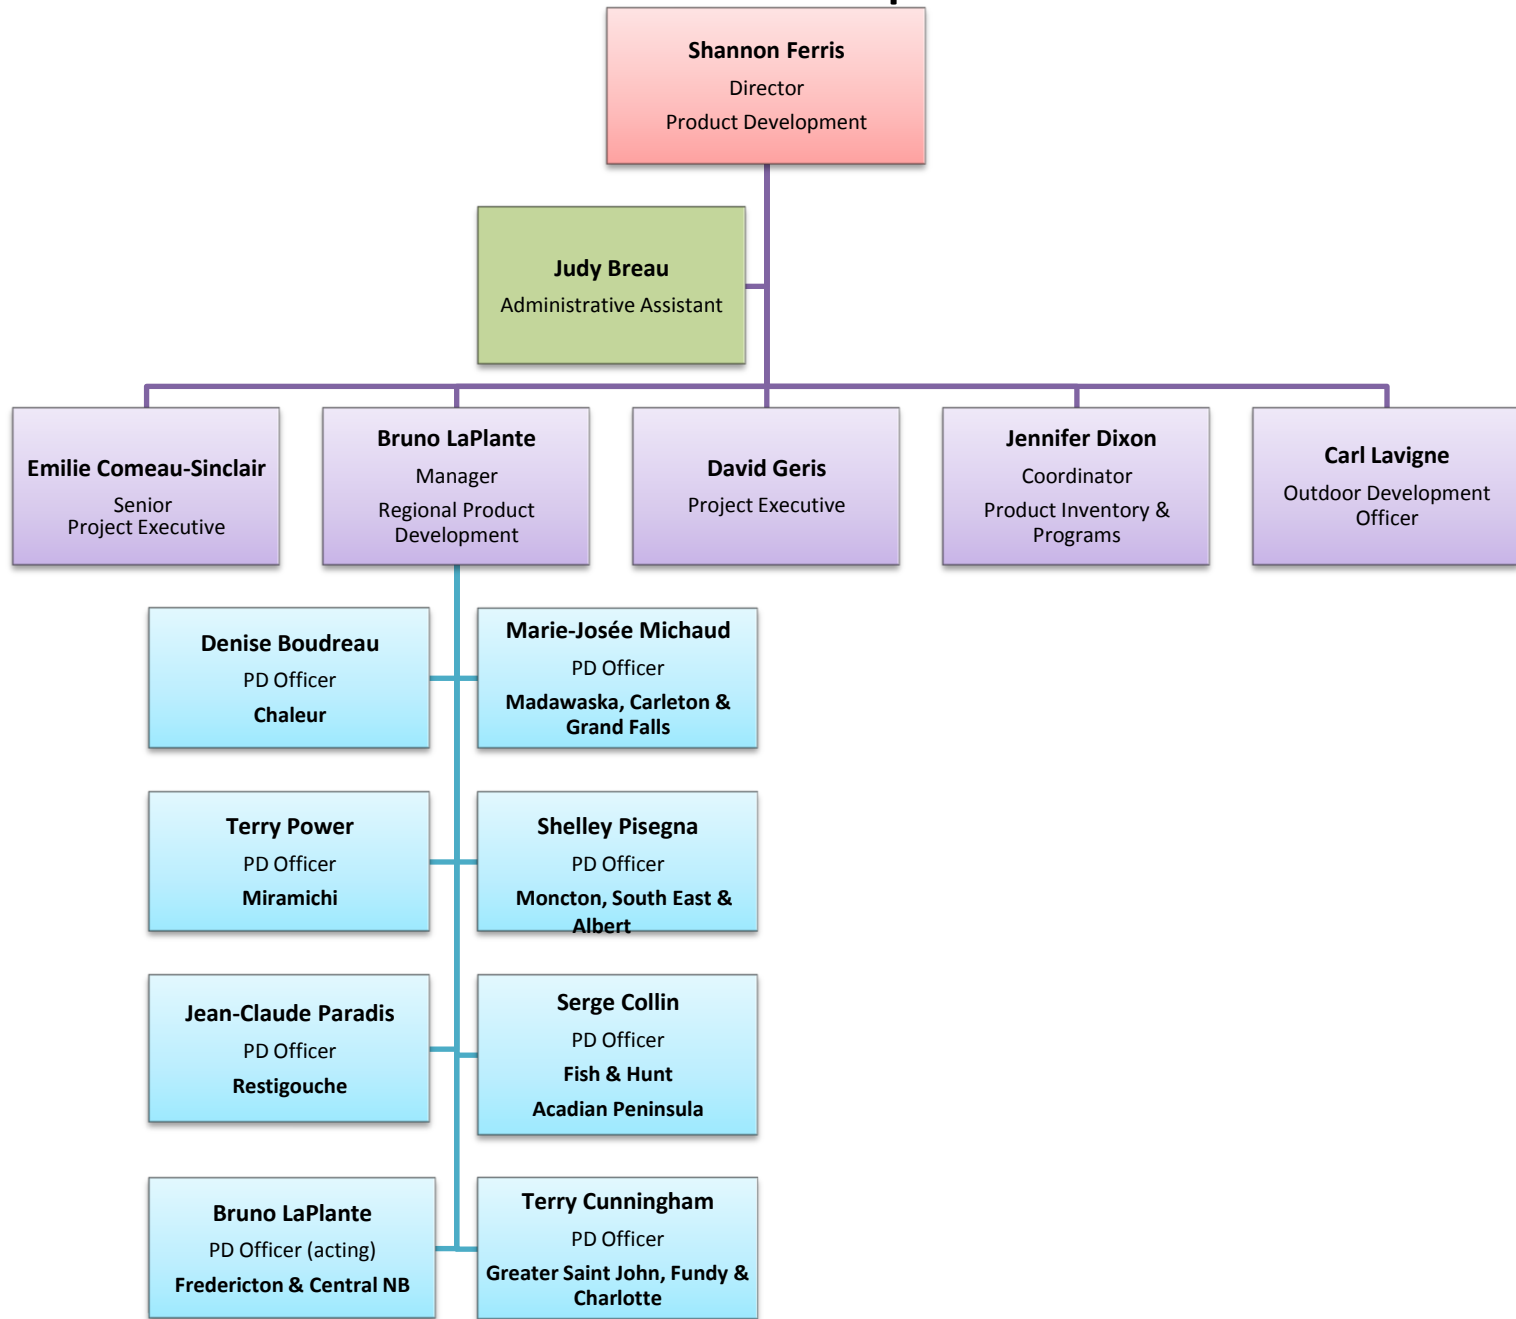 Shannon Ferris
Director
Product Development
Judy Breau
Administrative Assistant
Emilie Comeau-Sinclair
Senior
Project Executive
Bruno LaPlante
Manager
Regional Product
Development
David Geris
Project Executive
Jennifer Dixon
Coordinator
Product Inventory &
Programs
Carl Lavigne
Outdoor Development
Officer
Denise Boudreau
PD Officer
Chaleur
Marie-Josée Michaud
PD Officer
Madawaska, Carleton &
Grand Falls
Terry Power
PD Officer
Miramichi
Shelley Pisegna
PD Officer
Moncton, South East &
Albert
Jean-Claude Paradis
PD Officer
Restigouche
Serge Collin
PD Officer
Fish & Hunt
Acadian Peninsula
Bruno LaPlante
PD Officer (acting)
Fredericton & Central NB
Terry Cunningham
PD Officer
Greater Saint John, Fundy &
Charlotte